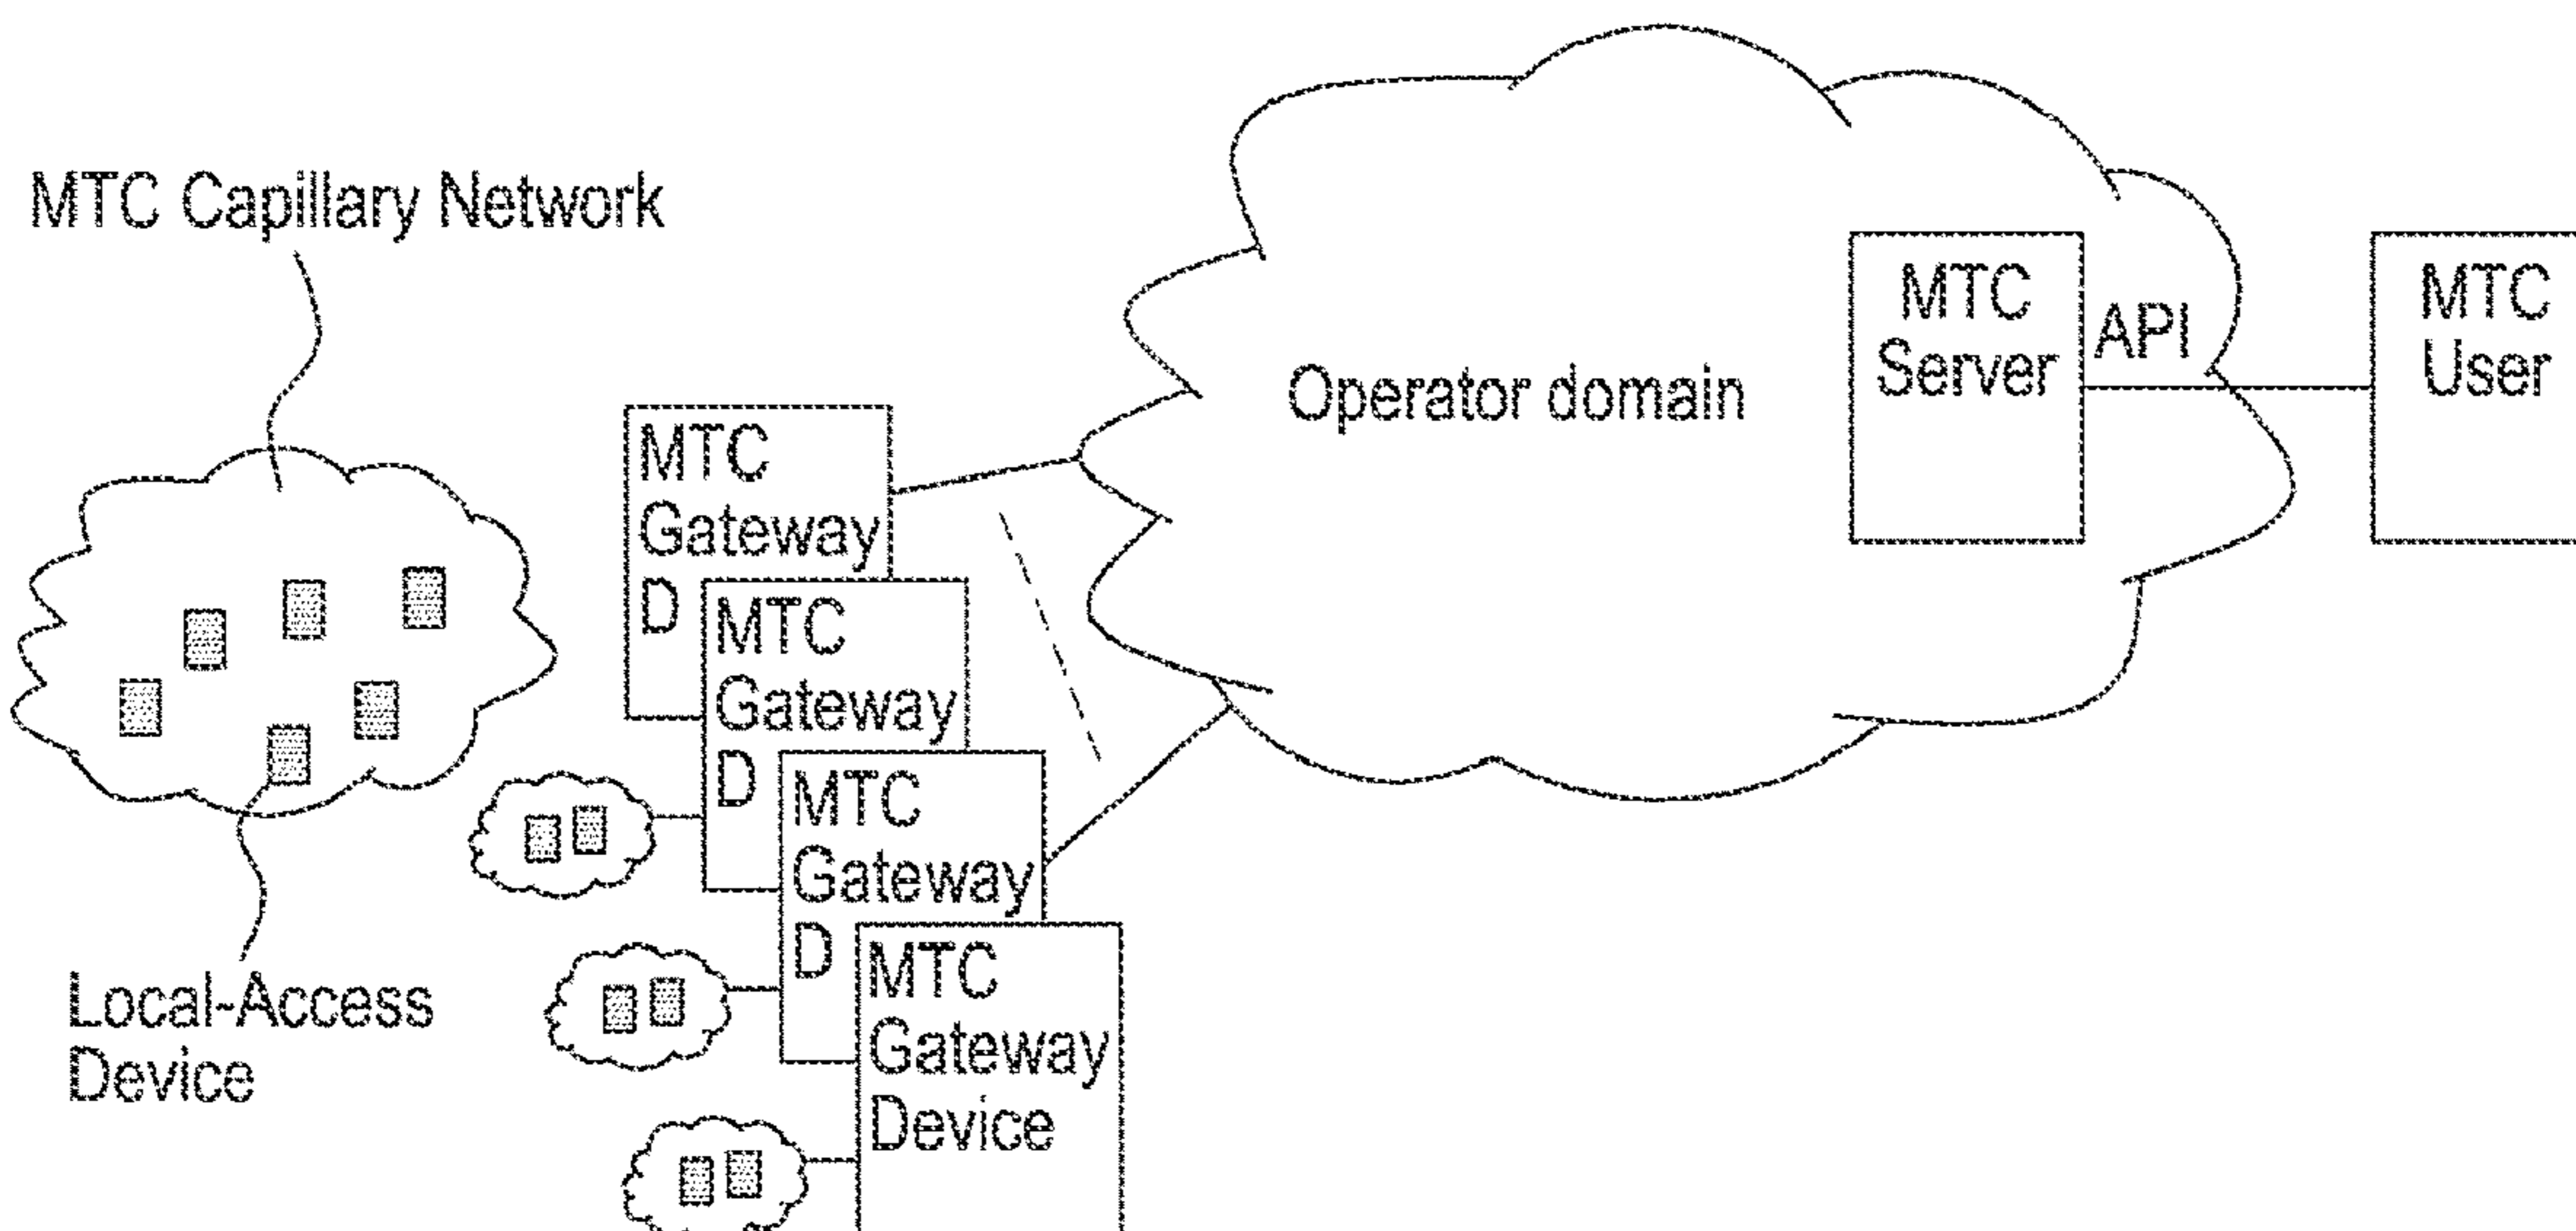 MTC Capillary Network
MTC
Server
API
MTC
User
Operator domain
MTC
Gateway
D
MTC
Gateway
D
MTC
Gateway
D
MTC
Gateway
Device
Local-Access
Device